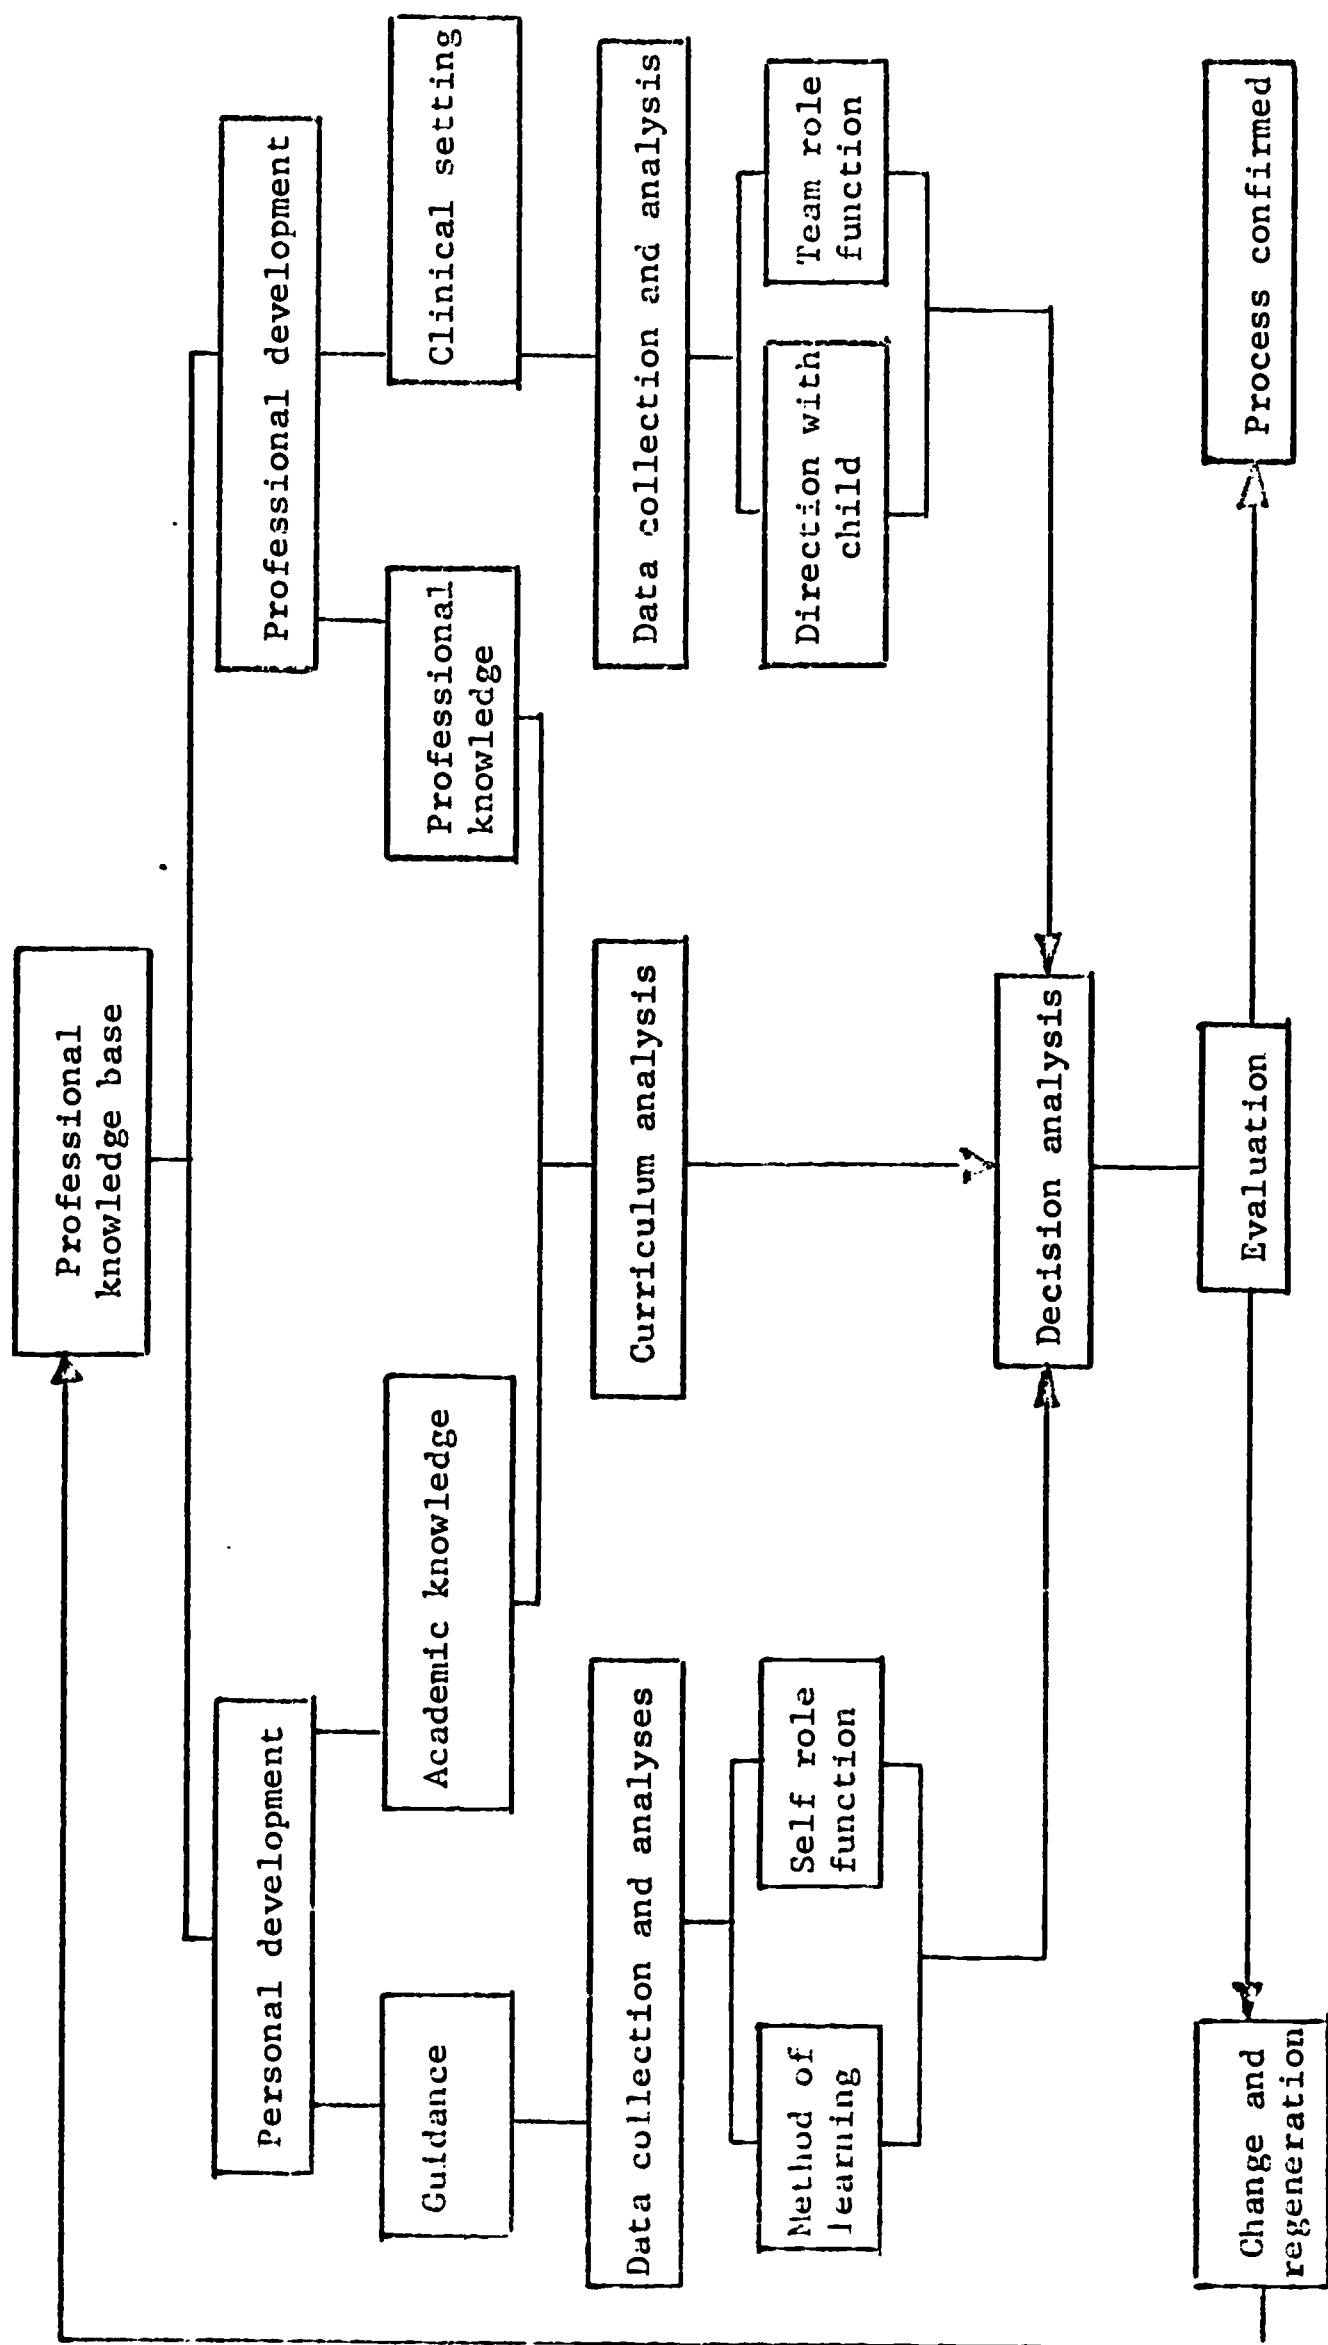 Professional
knowledge base
Personal development
Professional development
Guidance
Academic knowledge
Professional
knowledge
Clinical setting
Data collection and analyses
Curriculum analysis
Data collection and analysis
Method of
learning
Self role
function
Direction with
child
Team role
function
Decision analysis
Change and
regeneration
Evaluation
Process confirmed